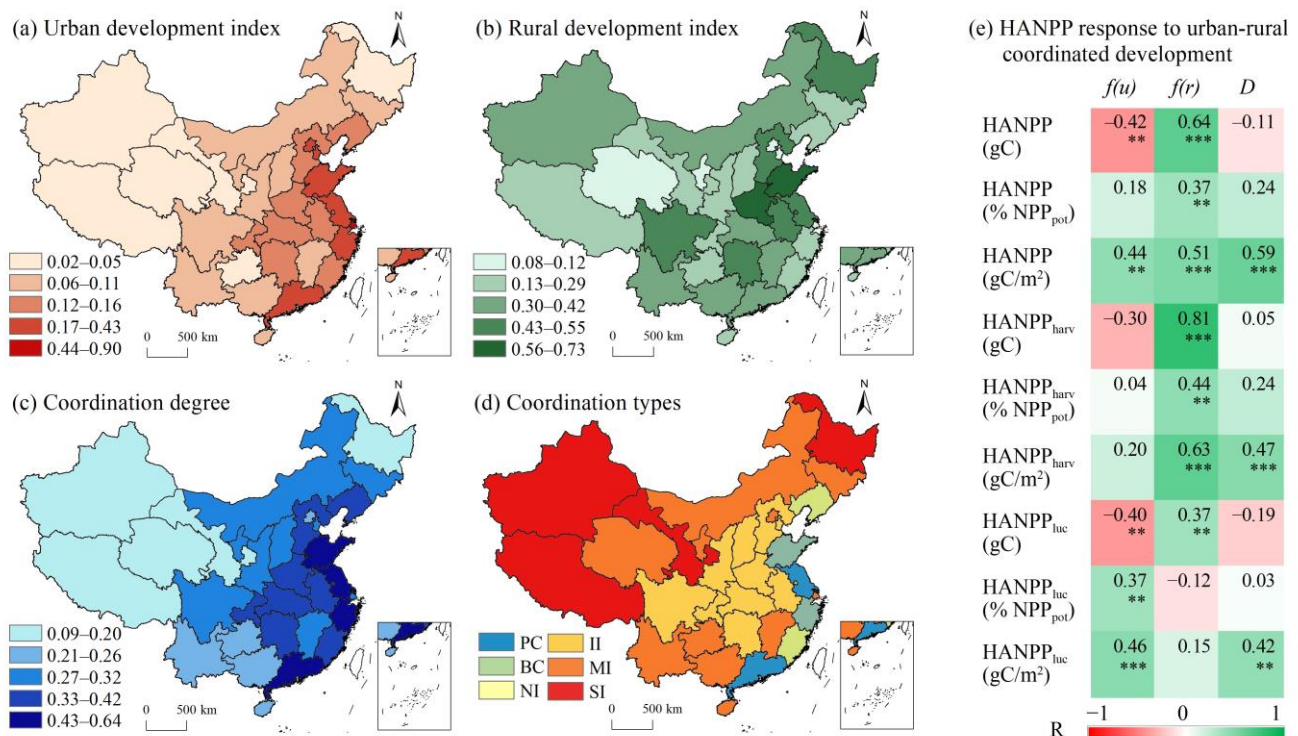 (a) Urban development index
N
0.02–0.05
0.06–0.11
0.12–0.16
0.17–0.43
0.44–0.90
0 500 km
(b) Rural development index
N
0.08–0.12
0.13–0.29
0.30–0.42
0.43–0.55
0.56–0.73
0 500 km
(c) Coordination degree
N
0.09–0.20
0.21–0.26
0.27–0.32
0.33–0.42
0.43–0.64
0 500 km
(d) Coordination types
N
PC II
BC MI
NI SI
0 500 km
(e) HANPP response to urban-rural
coordinated development
f(u) f(r) D
HANPP (gC) −0.42 ** 0.64 *** −0.11
HANPP (% NPPpot) 0.18 0.37 ** 0.24
HANPP (gC/m²) 0.44 ** 0.51 *** 0.59 ***
HANPPharv (gC) −0.30 0.81 *** 0.05
HANPPharv (% NPPpot) 0.04 0.44 ** 0.24
HANPPharv (gC/m²) 0.20 0.63 *** 0.47 ***
HANPPluc (gC) −0.40 ** 0.37 ** −0.19
HANPPluc (% NPPpot) 0.37 ** −0.12 0.03
HANPPluc (gC/m²) 0.46 *** 0.15 0.42 **
R −1 0 1